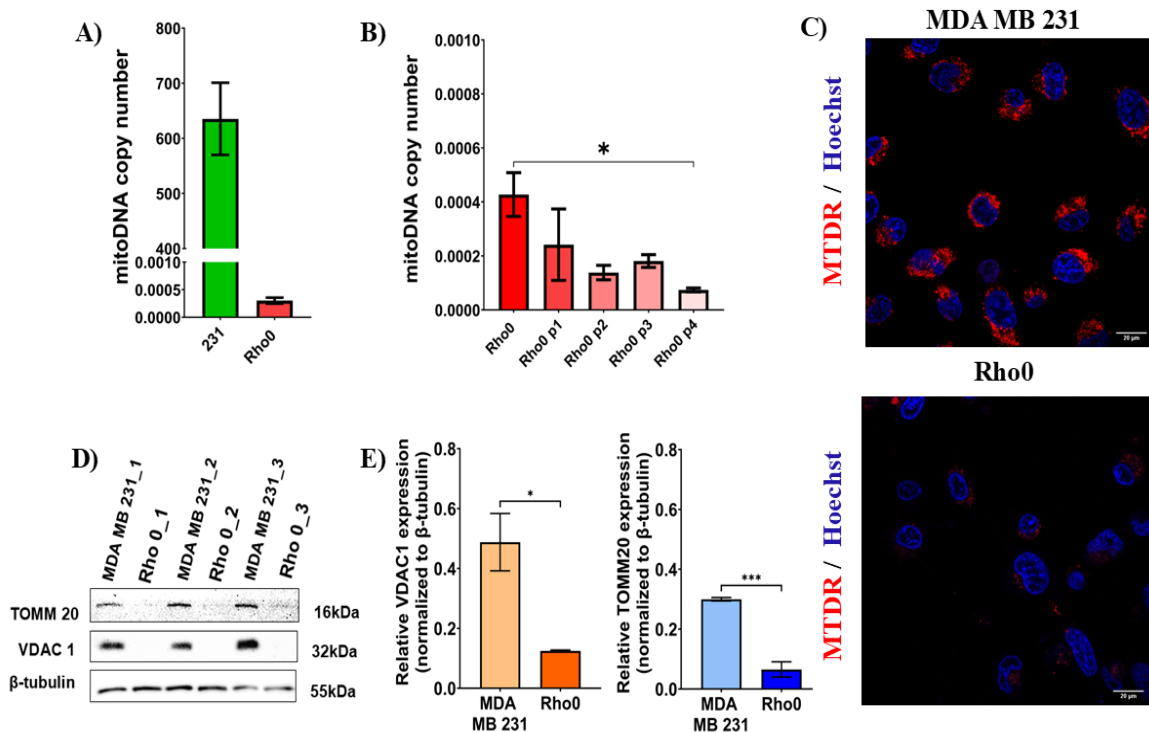 A)
mitoDNA copy number
800
700
600
500
400
0.0010
0.0005
0.0000
231
Rho0
B)
mitoDNA copy number
0.0010
0.0008
0.0006
0.0004
0.0002
0.0000
*
Rho0
Rho0 p1
Rho0 p2
Rho0 p3
Rho0 p4
C)
MDA MB 231
MTDR / Hoechst
20 µm
Rho0
MTDR / Hoechst
20 µm
D)
MDA MB 231_1
Rho 0_1
MDA MB 231_2
Rho 0_2
MDA MB 231_3
Rho 0_3
TOMM 20
16kDa
VDAC 1
32kDa
β-tubulin
55kDa
E)
Relative VDAC1 expression
(normalized to β-tubulin)
0.8
0.6
0.4
0.2
0.0
*
MDA
MB 231
Rho0
Relative TOMM20 expression
(normalized to β-tubulin)
0.8
0.6
0.4
0.2
0.0
***
MDA
MB 231
Rho0